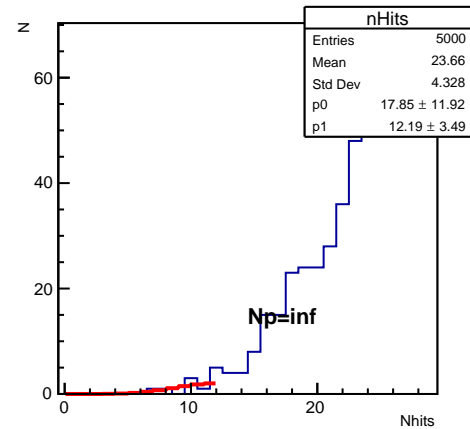 nHits
Entries 5000
Mean 23.66
Std Dev 4.328
p0 17.85 ± 11.92
p1 12.19 ± 3.49
N
60
40
20
0
Np=inf
0 10 20
Nhits